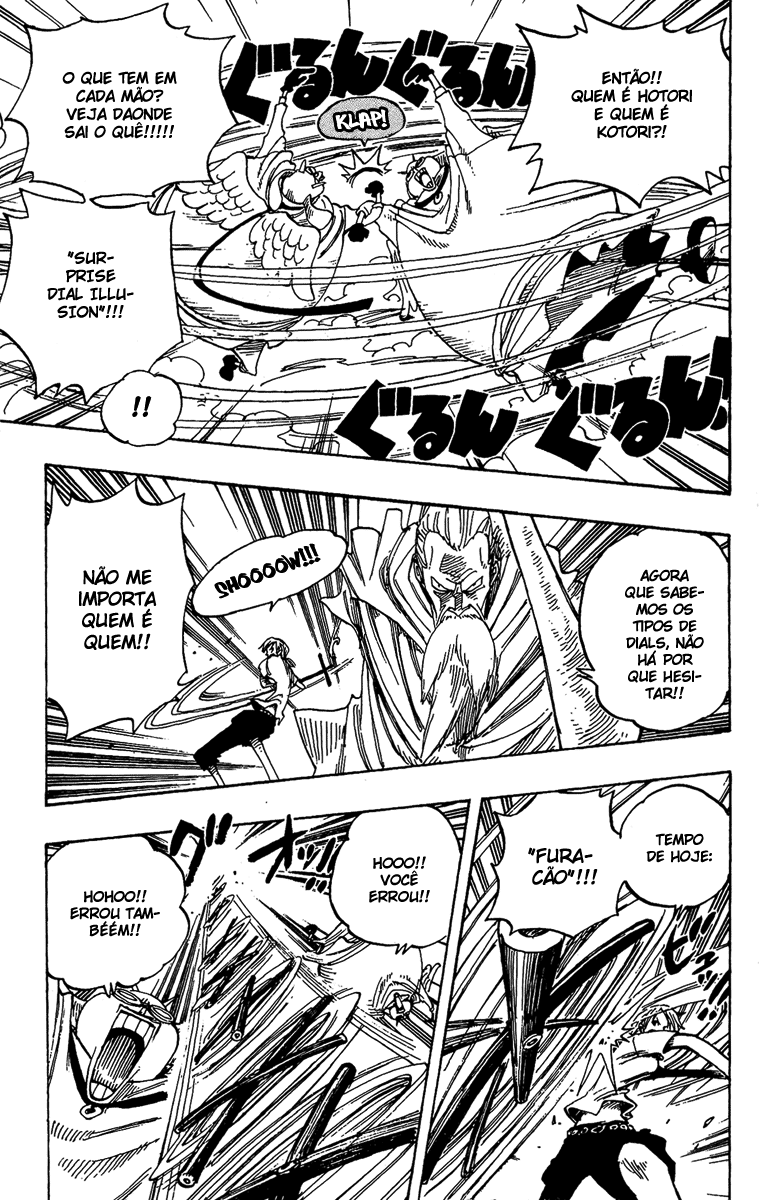 ENTÃO!!
QUEM É HOTORI
E QUEM É
KOTORI?!
ぐるんぐるん
KLAP!
O QUE TEM EM
CADA MÃO?
VEJA DAONDE
SAI O QUÊ!!!!!
"SUR-
PRISE
DIAL ILLU-
SION"!!!
!!
ぐるん ぐるん!
AGORA
QUE SABE-
MOS OS
TIPOS DE
DIALS, NÃO
HÁ POR
QUE HESI-
TAR!!
SHOOOOW!!!
NÃO ME
IMPORTA
QUEM É
QUEM!!
TEMPO
DE HOJE:
"FURA-
CÃO"!!!
HOOO!!
VOCÊ
ERROU!!
HOHOO!!
ERROU TAM-
BÉÉM!!